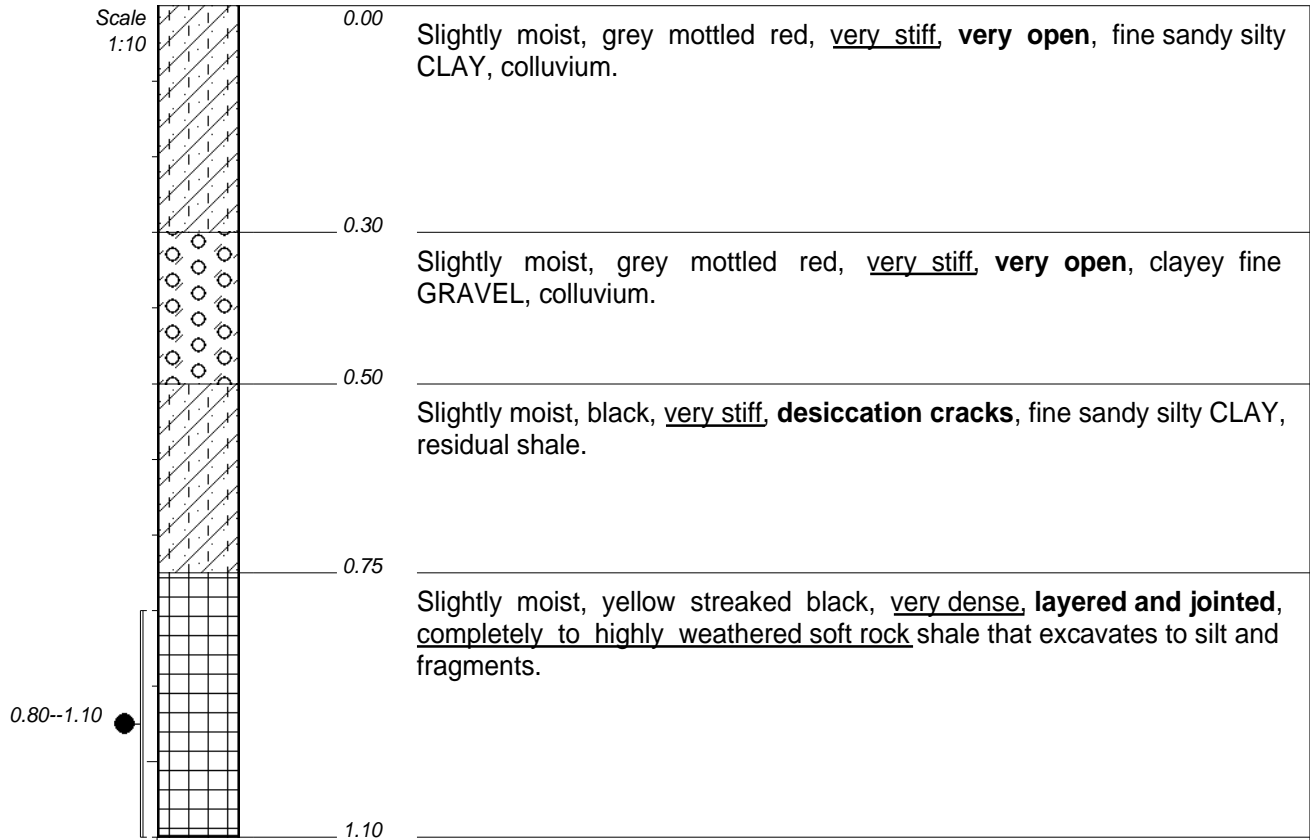 Scale
1:10
0.00
Slightly moist, grey mottled red, very stiff, very open, fine sandy silty
CLAY, colluvium.
0.30
Slightly moist, grey mottled red, very stiff, very open, clayey fine
GRAVEL, colluvium.
0.50
Slightly moist, black, very stiff, desiccation cracks, fine sandy silty CLAY,
residual shale.
0.75
Slightly moist, yellow streaked black, very dense, layered and jointed,
completely to highly weathered soft rock shale that excavates to silt and
fragments.
0.80--1.10
1.10